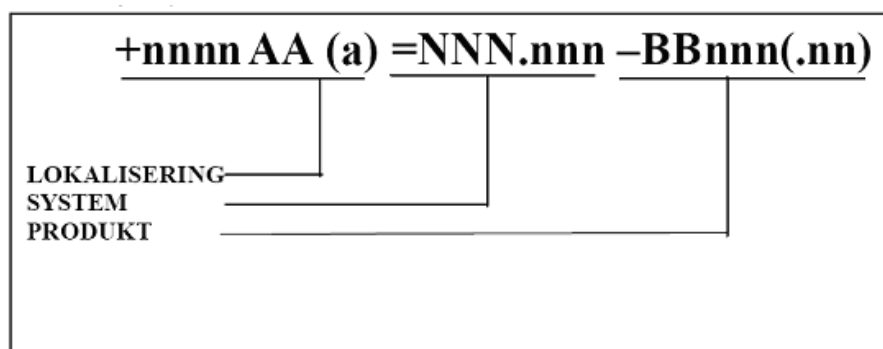 +nnnn AA (a) =NNN.nnn –BBnnn(.nn)
LOKALISERING
SYSTEM
PRODUKT